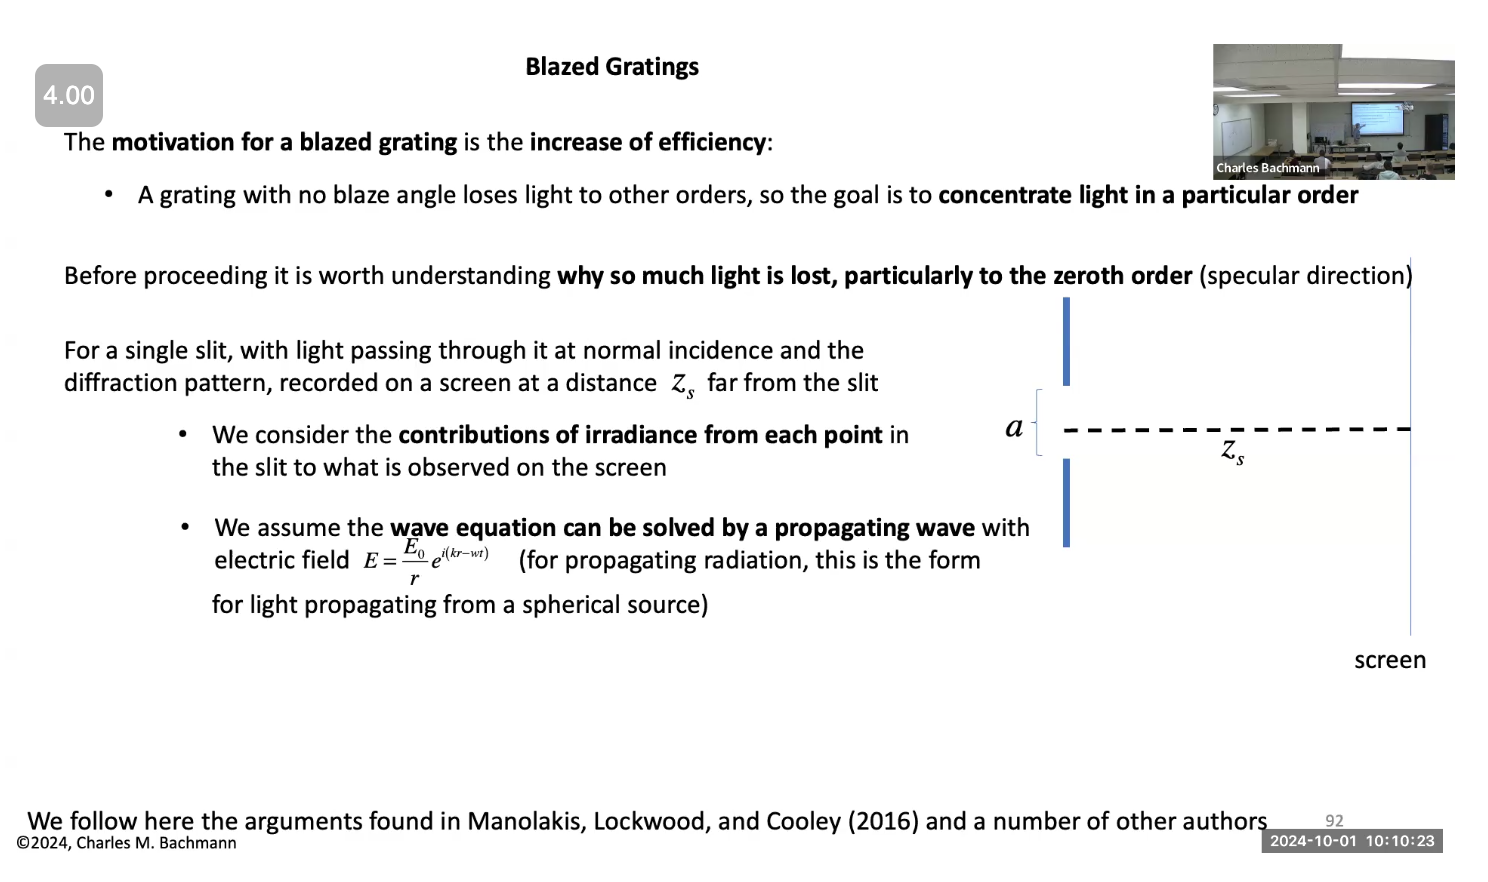 Blazed Gratings
4.00
The motivation for a blazed grating is the increase of efficiency:
Charles Bachmann
• A grating with no blaze angle loses light to other orders, so the goal is to concentrate light in a particular order
Before proceeding it is worth understanding why so much light is lost, particularly to the zeroth order (specular direction)
For a single slit, with light passing through it at normal incidence and the
diffraction pattern, recorded on a screen at a distance z_s far from the slit
• We consider the contributions of irradiance from each point in
the slit to what is observed on the screen
a
z_s
• We assume the wave equation can be solved by a propagating wave with
electric field E = E_0/r e^{i(kr-wt)} (for propagating radiation, this is the form
for light propagating from a spherical source)
screen
We follow here the arguments found in Manolakis, Lockwood, and Cooley (2016) and a number of other authors
92
©2024, Charles M. Bachmann
2024-10-01 10:10:23